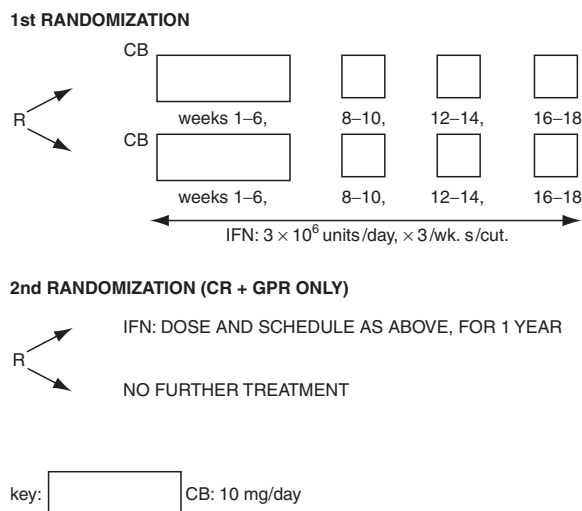 1st RANDOMIZATION
CB
weeks 1–6, 8–10, 12–14, 16–18
R
CB
weeks 1–6, 8–10, 12–14, 16–18
IFN: 3 × 10⁶ units/day, × 3/wk. s/cut.
2nd RANDOMIZATION (CR + GPR ONLY)
IFN: DOSE AND SCHEDULE AS ABOVE, FOR 1 YEAR
R
NO FURTHER TREATMENT
key: CB: 10 mg/day